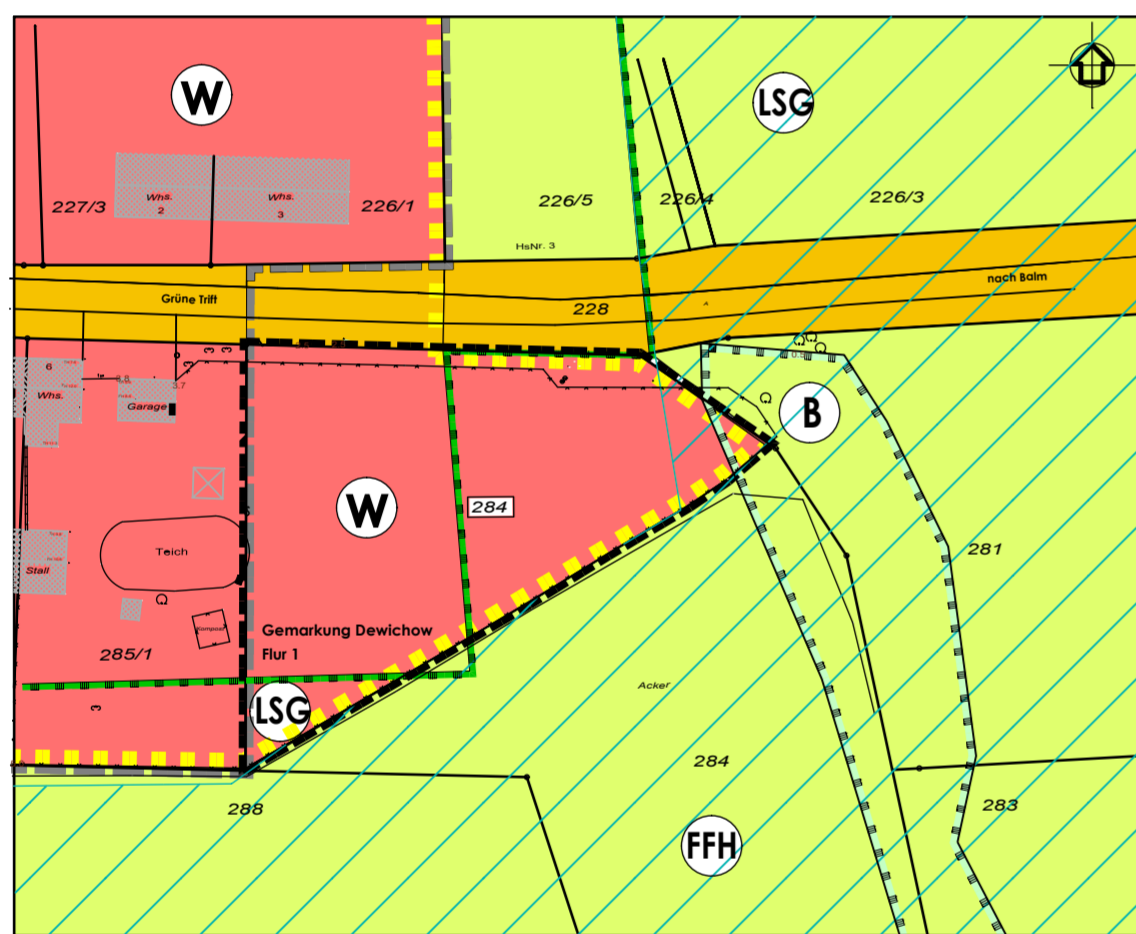 W
LSG
Whs.
2
Whs.
3
227/3
226/1
226/5
226/4
226/3
HsNr. 3
Grüne Trift
228
nach Balm
6
Whs.
Garage
3.7
B
W
284
Teich
281
Stall
Kompost
Gemarkung Dewichow
Flur 1
285/1
LSG
Acker
284
288
283
FFH